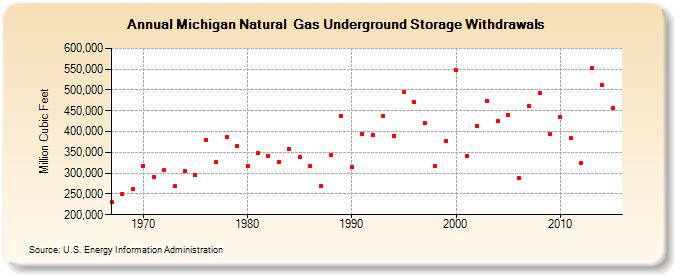 Annual Michigan Natural  Gas Underground Storage Withdrawals
Million Cubic Feet
600,000
550,000
500,000
450,000
400,000
350,000
300,000
250,000
200,000
1970 1980 1990 2000 2010
Source: U.S. Energy Information Administration